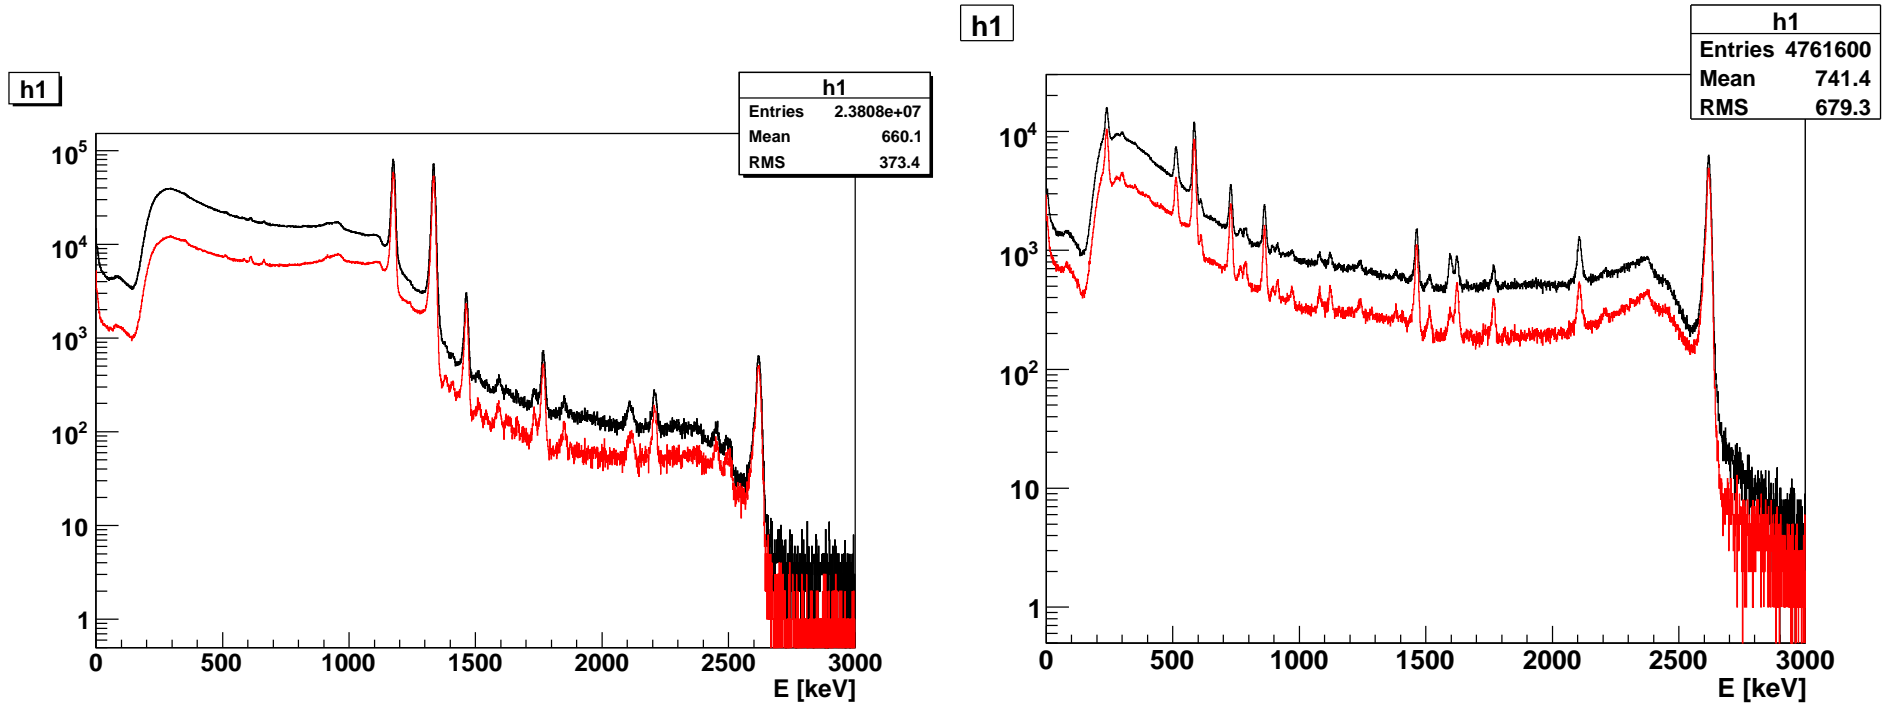 h1
h1
Entries 2.3808e+07
Mean 660.1
RMS 373.4
10^5
10^4
10^3
10^2
10
1
0 500 1000 1500 2000 2500 3000
E [keV]
h1
h1
Entries 4761600
Mean 741.4
RMS 679.3
10^4
10^3
10^2
10
1
0 500 1000 1500 2000 2500 3000
E [keV]